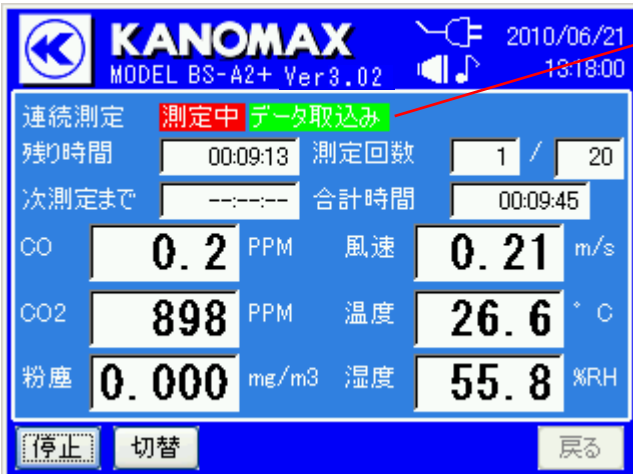 KANOMAX 2010/06/21
MODEL BS-A2+ Ver3.02 13:18:00
連続測定 測定中 データ取込み
残り時間 00:09:13 測定回数 1 / 20
次測定まで --:--:-- 合計時間 00:09:45
CO 0.2 PPM 風速 0.21 m/s
CO2 898 PPM 温度 26.6 ° C
粉塵 0.000 mg/m3 湿度 55.8 %RH
停止 切替 戻る